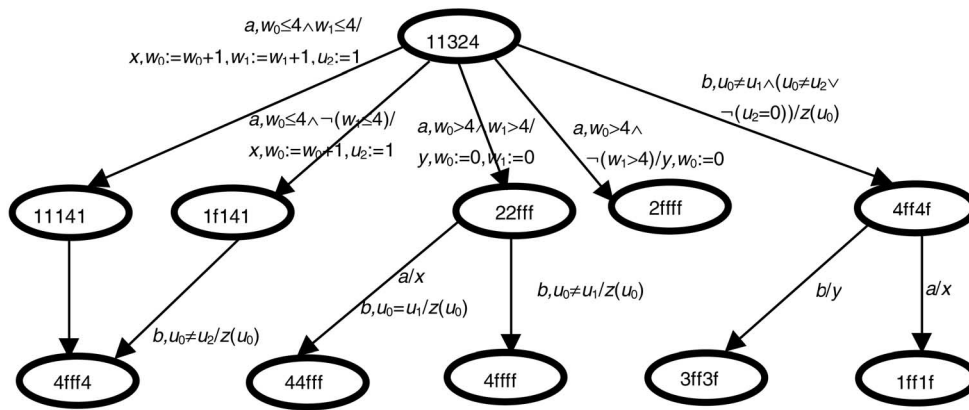 11324
a,w₀≤4∧w₁≤4/
x,w₀:=w₀+1,w₁:=w₁+1,u₂:=1
a,w₀≤4∧¬(w₁≤4)/
x,w₀:=w₀+1,u₂:=1
a,w₀>4∧w₁>4/
y,w₀:=0,w₁:=0
a,w₀>4∧
¬(w₁>4)/y,w₀:=0
b,u₀≠u₁∧(u₀≠u₂∨
¬(u₂=0))/z(u₀)
11141
1f141
22fff
2ffff
4ff4f
b,u₀≠u₂/z(u₀)
a/x
b,u₀=u₁/z(u₀)
b,u₀≠u₁/z(u₀)
b/y
a/x
4fff4
44fff
4ffff
3ff3f
1ff1f